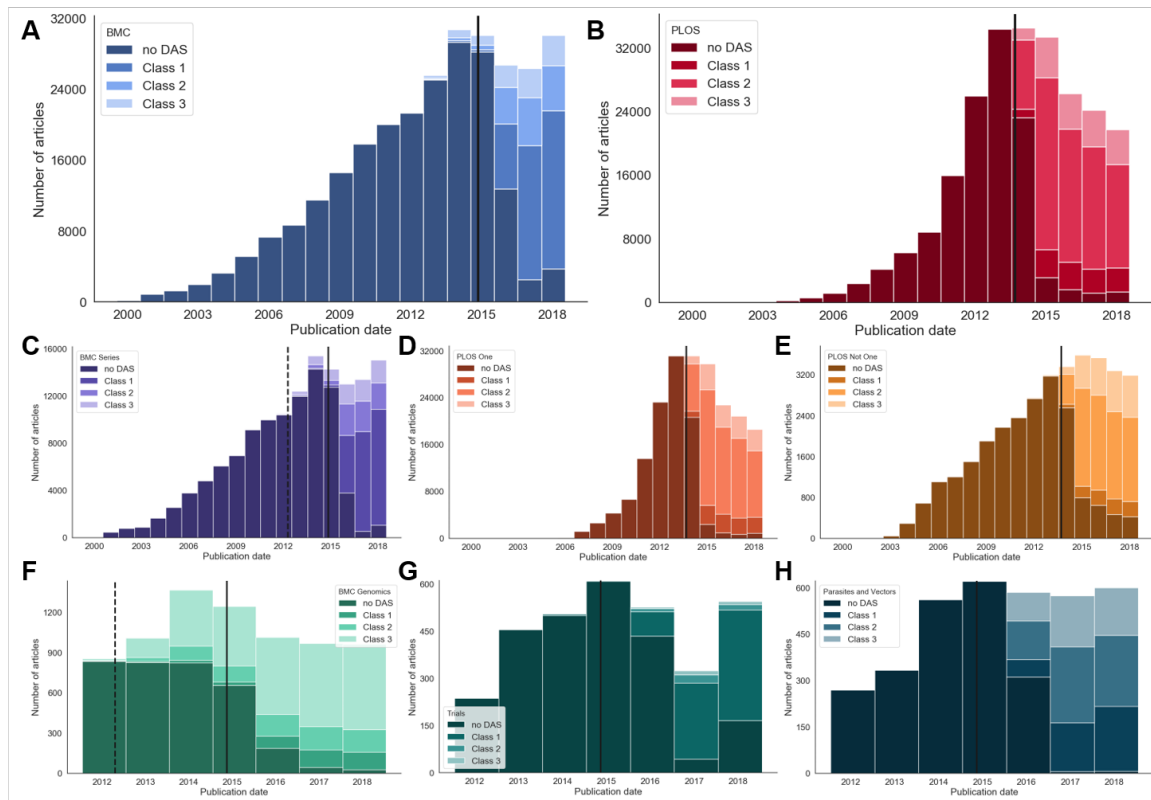 A
BMC
no DAS
Class 1
Class 2
Class 3
Number of articles
32000
24000
16000
8000
0
2000 2003 2006 2009 2012 2015 2018
Publication date
B
PLOS
no DAS
Class 1
Class 2
Class 3
Number of articles
32000
24000
16000
8000
0
2000 2003 2006 2009 2012 2015 2018
Publication date
C
BMC Series
no DAS
Class 1
Class 2
Class 3
Number of articles
16000
12000
8000
4000
0
2000 2003 2006 2009 2012 2015 2018
Publication date
D
PLOS One
no DAS
Class 1
Class 2
Class 3
Number of articles
32000
24000
16000
8000
0
2000 2003 2006 2009 2012 2015 2018
Publication date
E
PLOS Not One
no DAS
Class 1
Class 2
Class 3
Number of articles
3200
2400
1600
800
0
2000 2003 2006 2009 2012 2015 2018
Publication date
F
BMC Genomics
no DAS
Class 1
Class 2
Class 3
Number of articles
1200
900
600
300
0
2012 2013 2014 2015 2016 2017 2018
Publication date
G
Trials
no DAS
Class 1
Class 2
Class 3
Number of articles
600
450
300
150
0
2012 2013 2014 2015 2016 2017 2018
Publication date
H
Parasites and Vectors
no DAS
Class 1
Class 2
Class 3
Number of articles
600
450
300
150
0
2012 2013 2014 2015 2016 2017 2018
Publication date